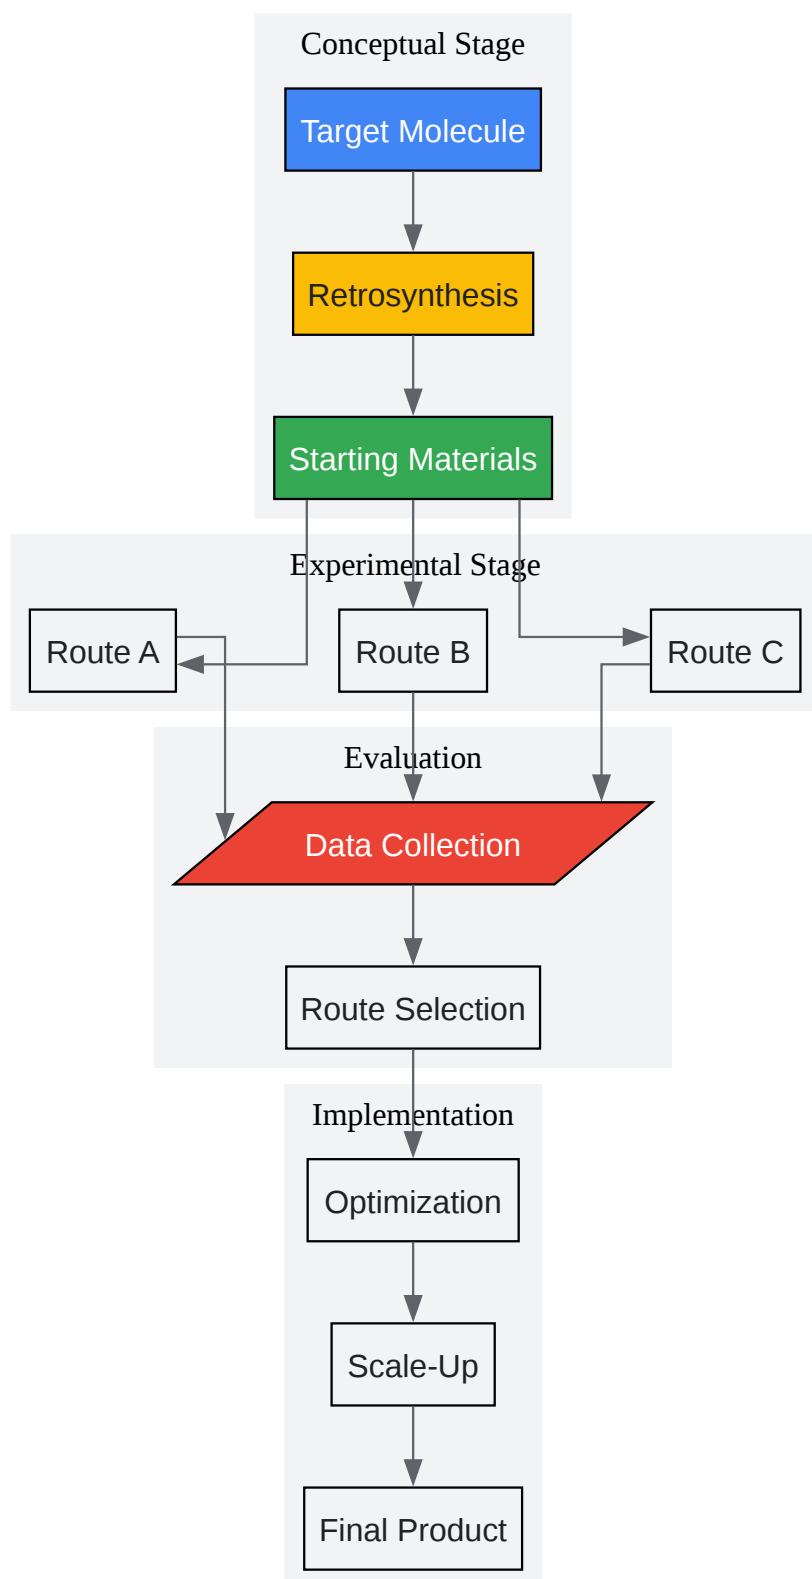 Conceptual Stage
Target Molecule
Retrosynthesis
Starting Materials
Experimental Stage
Route A
Route B
Route C
Evaluation
Data Collection
Route Selection
Implementation
Optimization
Scale-Up
Final Product